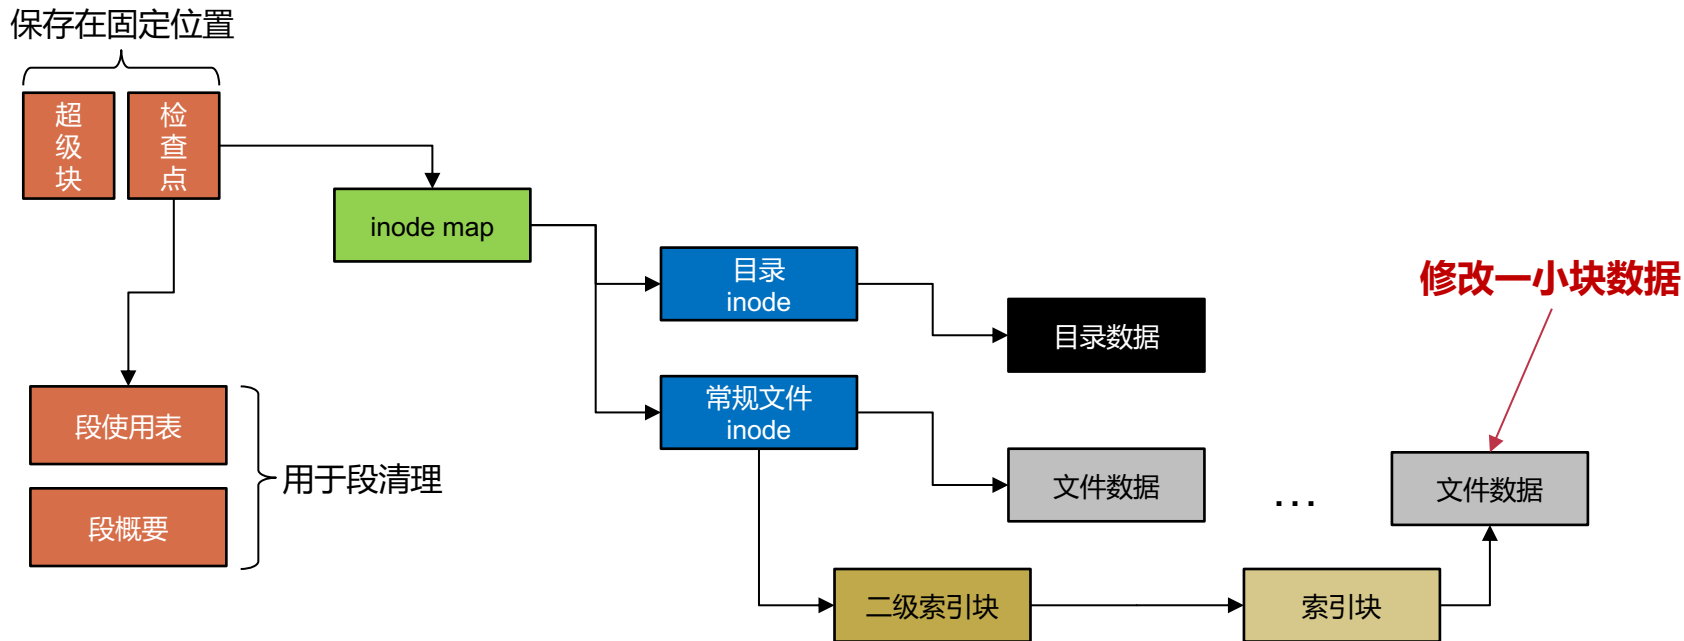 保存在固定位置
超
级
块
检
查
点
inode map
目录
inode
目录数据
修改一小块数据
段使用表
段概要
用于段清理
常规文件
inode
文件数据
...
文件数据
二级索引块
索引块